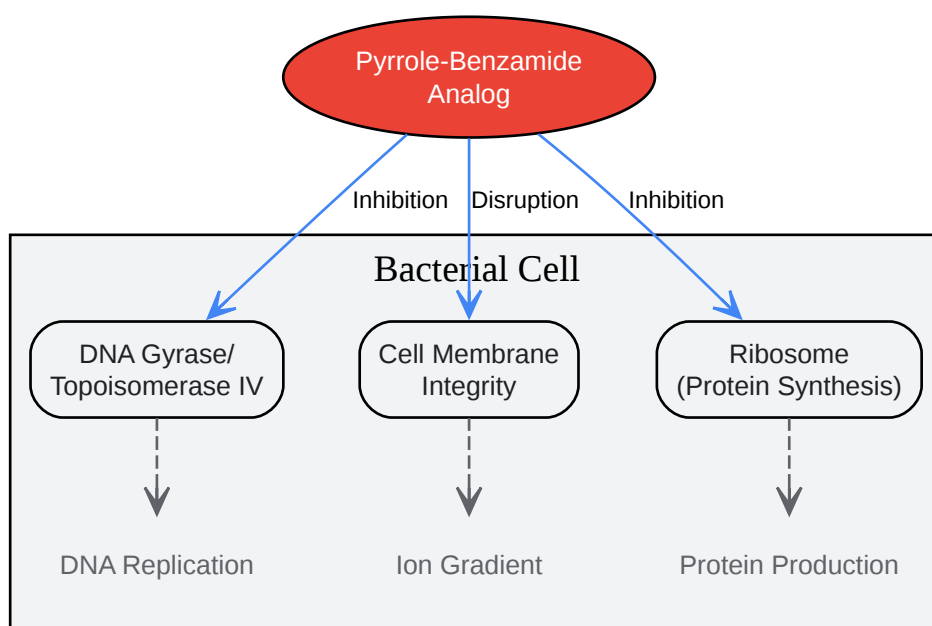 Pyrrole-Benzamide
Analog
Inhibition
Disruption
Inhibition
Bacterial Cell
DNA Gyrase/
Topoisomerase IV
Cell Membrane
Integrity
Ribosome
(Protein Synthesis)
DNA Replication
Ion Gradient
Protein Production